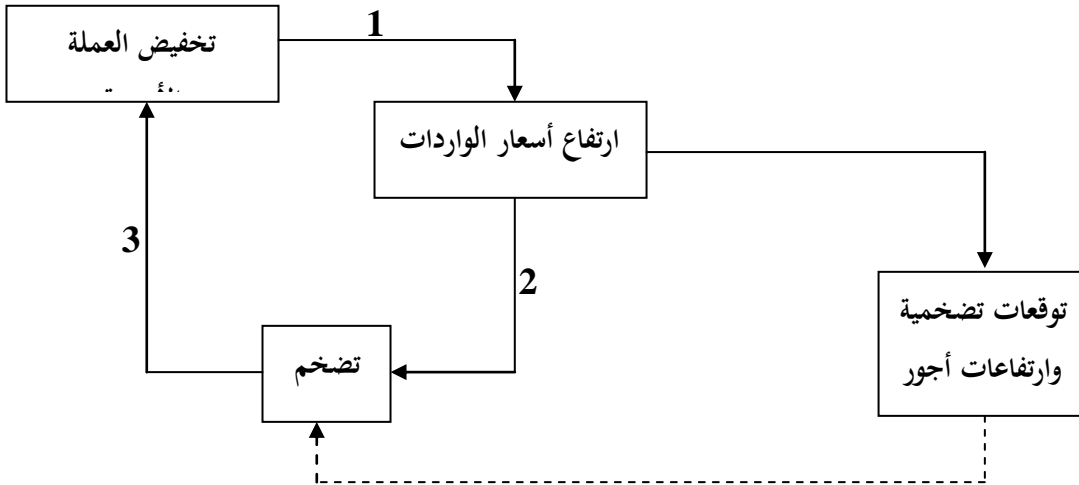 تخفيض العملة
1
ارتفاع أسعار الواردات
3
2
توقعات تضخمية
وارتفاعات أجور
تضخم